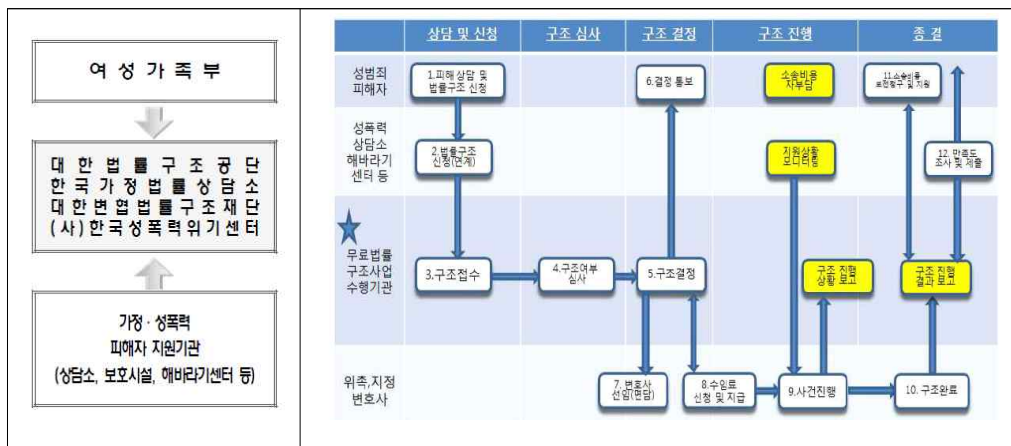 여성가족부
대한법률구조공단
한국가정법률상담소
대한변협법률구조재단
(사)한국성폭력위기센터
가정·성폭력
피해자 지원기관
(상담소, 보호시설, 해바라기센터 등)
상담 및 신청
구조 심사
구조 결정
구조 진행
종 결
성범죄
피해자
1.피해 상담 및
법률구조 신청
6.결정 통보
소송비용
자부담
11.소송비용
보전청구 및 지원
성폭력
상담소
해바라기
센터 등
2.법률구조
신청(연계)
지원상황
모니터링
12. 만족도
조사 및 제출
무료법률
구조사업
수행기관
3.구조접수
4.구조여부
심사
5.구조결정
구조 진행
상황 보고
구조 진행
결과 보고
위촉,지정
변호사
7. 변호사
선임(면담)
8.수임료
신청 및 지급
9.사건진행
10. 구조완료